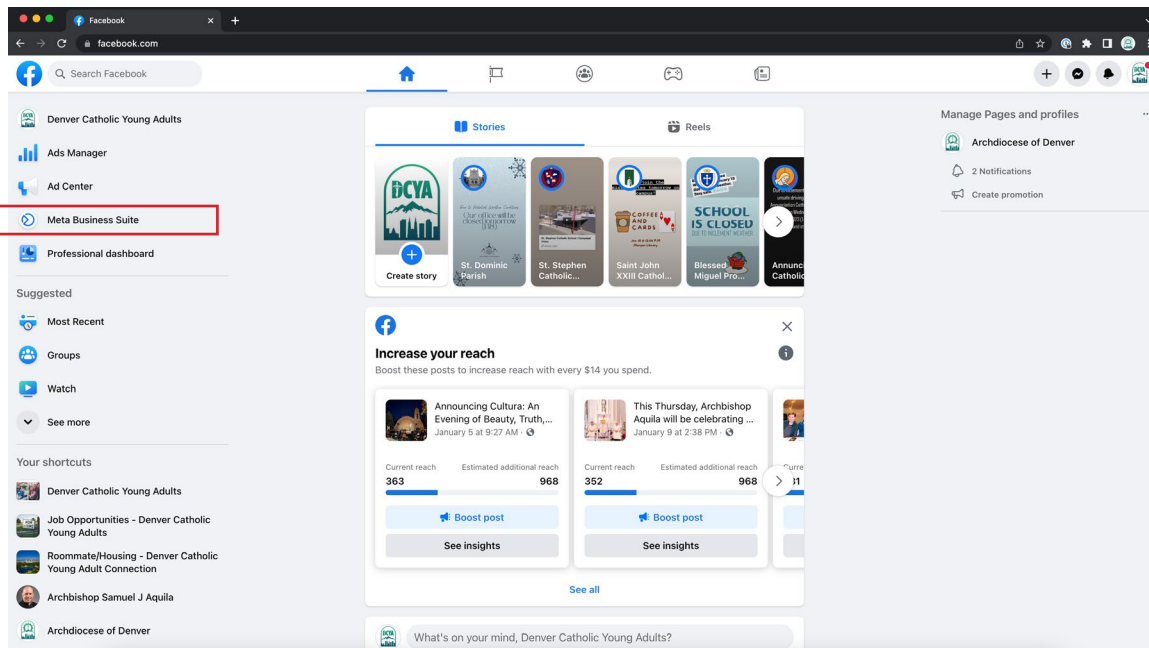 Facebook
facebook.com
Search Facebook
Denver Catholic Young Adults
Ads Manager
Ad Center
Meta Business Suite
Professional dashboard
Suggested
Most Recent
Groups
Watch
See more
Your shortcuts
Denver Catholic Young Adults
Job Opportunities - Denver Catholic
Young Adults
Roommate/Housing - Denver Catholic
Young Adult Connection
Archbishop Samuel J Aquila
Archdiocese of Denver
Stories
Reels
DCYA
Create story
Our office will be
closed tomorrow
(1/18)
St. Dominic
Parish
St. Stephen
Catholic...
COFFEE
AND
CARDS
Saint John
XXIII Cathol...
SCHOOL
IS CLOSED
DUE TO INCLEMENT WEATHER
Blessed
Miguel Pro...
Annunc
Catholic
Increase your reach
Boost these posts to increase reach with every $14 you spend.
Announcing Cultura: An
Evening of Beauty, Truth,...
January 5 at 9:27 AM ·
Current reach
Estimated additional reach
363
968
Boost post
See insights
This Thursday, Archbishop
Aquila will be celebrating ...
January 9 at 2:38 PM ·
Current reach
Estimated additional reach
352
968
Boost post
See insights
Curre
31
See all
What's on your mind, Denver Catholic Young Adults?
Manage Pages and profiles
Archdiocese of Denver
2 Notifications
Create promotion